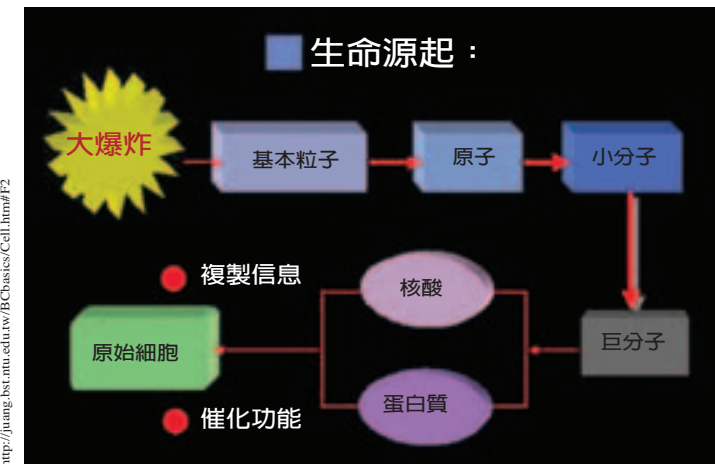 生命源起：
大爆炸
基本粒子
原子
小分子
巨分子
核酸
蛋白質
複製信息
催化功能
原始細胞
http://juang.bst.ntu.edu.tw/BCbasics/Cell.htm#F2